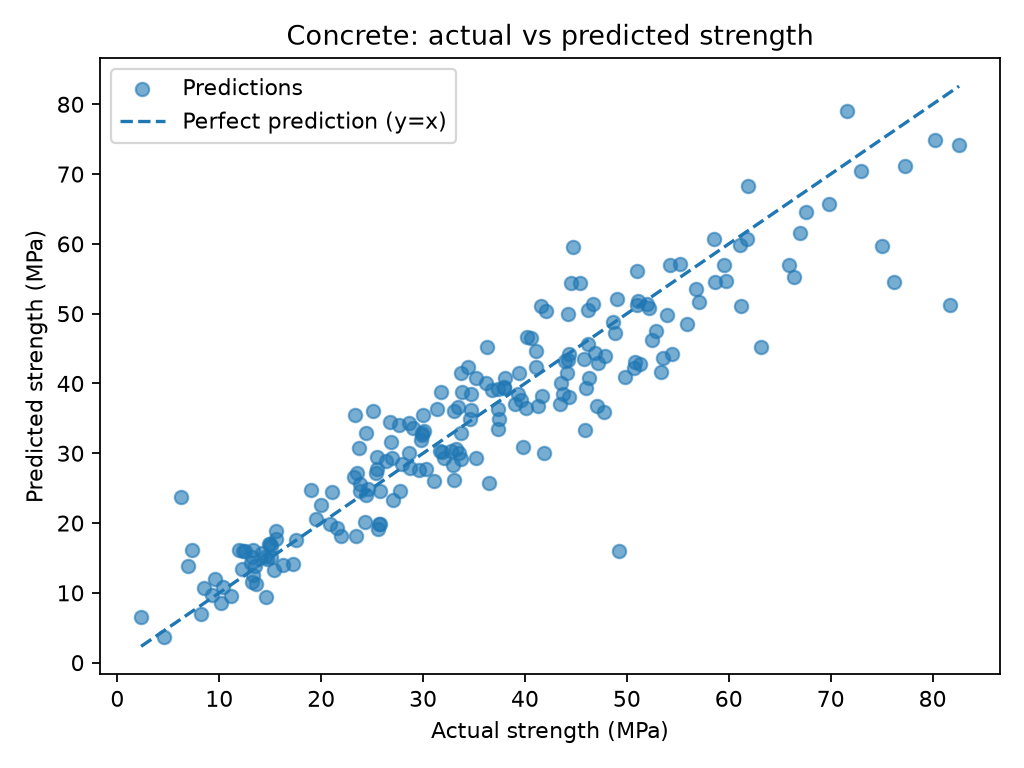 Concrete: actual vs predicted strength
Predictions
Perfect prediction (y=x)
Predicted strength (MPa)
80
70
60
50
40
30
20
10
0
0 10 20 30 40 50 60 70 80
Actual strength (MPa)